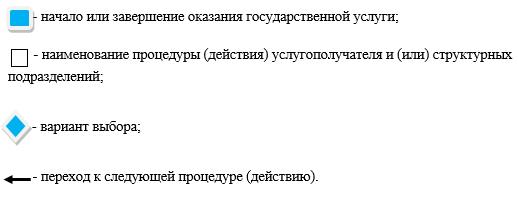 - начало или завершение оказания государственной услуги;
- наименование процедуры (действия) услугополучателя и (или) структурных
подразделений;
- вариант выбора;
- переход к следующей процедуре (действию).